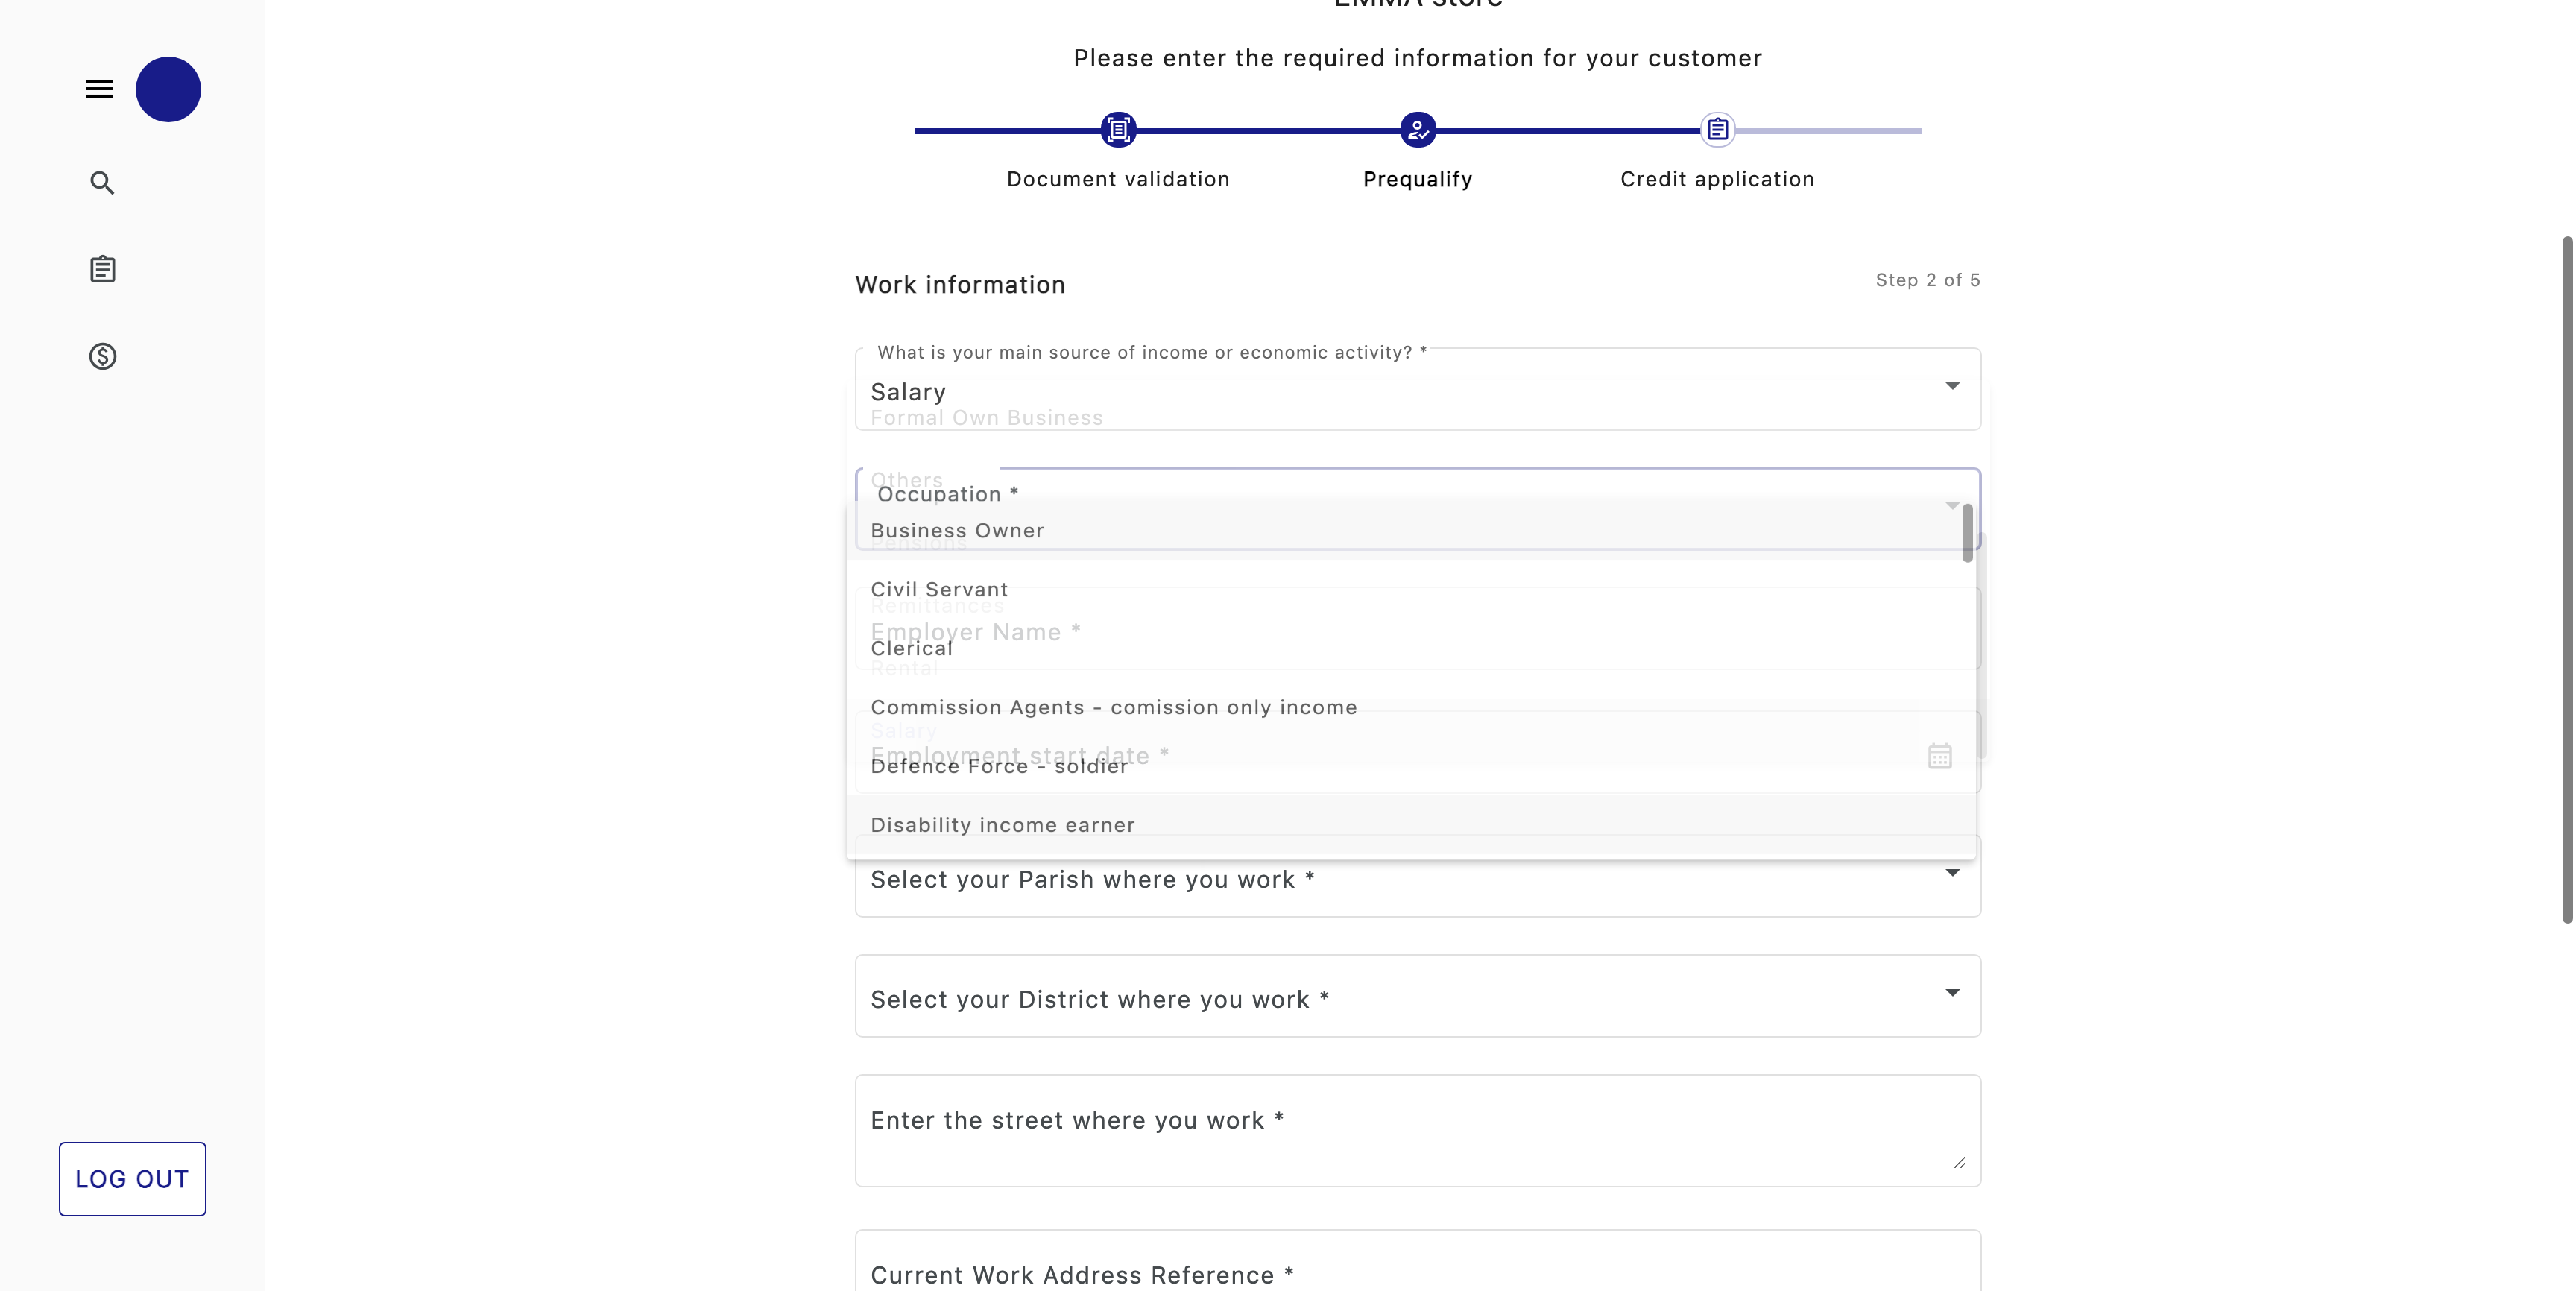 EMMA store
Please enter the required information for your customer
Document validation
Prequalify
Credit application
Work information
Step 2 of 5
What is your main source of income or economic activity? *
Salary
Formal Own Business
Others
Occupation *
Business Owner
Pensions
Civil Servant
Remittances
Employer Name *
Clerical
Rental
Commission Agents - comission only income
Salary
Employment start date *
Defence Force - soldier
Disability income earner
Select your Parish where you work *
Select your District where you work *
Enter the street where you work *
LOG OUT
Current Work Address Reference *